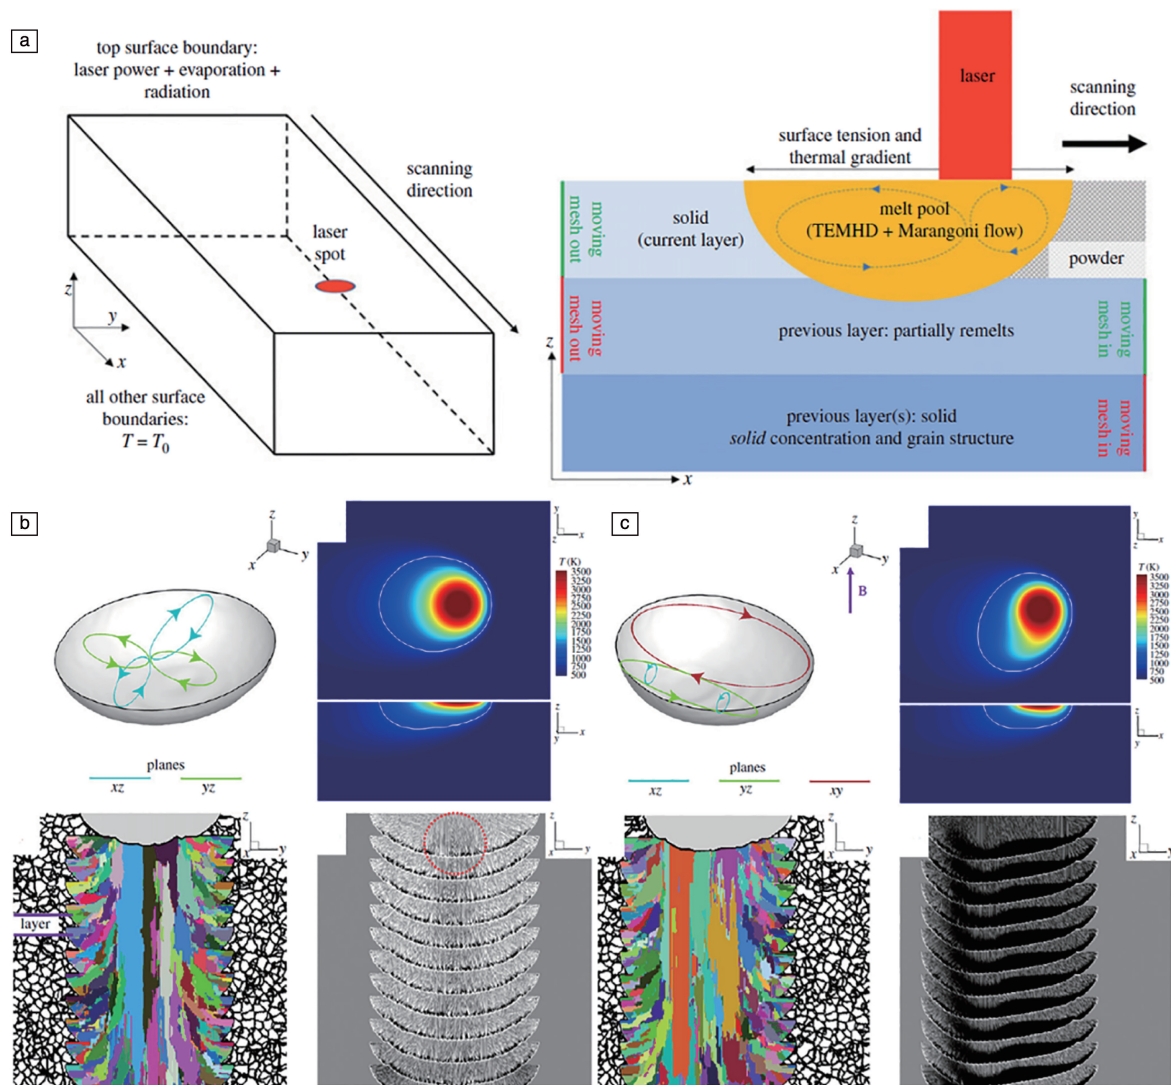 a
top surface boundary:
laser power + evaporation +
radiation
scanning
direction
laser
spot
z
y
x
all other surface
boundaries:
T = T0
laser
scanning
direction
surface tension and
thermal gradient
moving
mesh out
solid
(current layer)
melt pool
(TEMHD + Marangoni flow)
powder
moving
mesh out
previous layer: partially remelts
moving
mesh in
z
previous layer(s): solid
solid concentration and grain structure
moving
mesh in
x
b
z
x
y
y
z
x
T (K)
3500
3250
3000
2750
2500
2250
2000
1750
1500
1250
1000
750
500
z
y
x
planes
xz
yz
z
x
y
layer
z
x
y
c
z
x
y
B
y
z
x
T (K)
3500
3250
3000
2750
2500
2250
2000
1750
1500
1250
1000
750
500
z
y
x
planes
xz
yz
xy
z
x
y
z
x
y